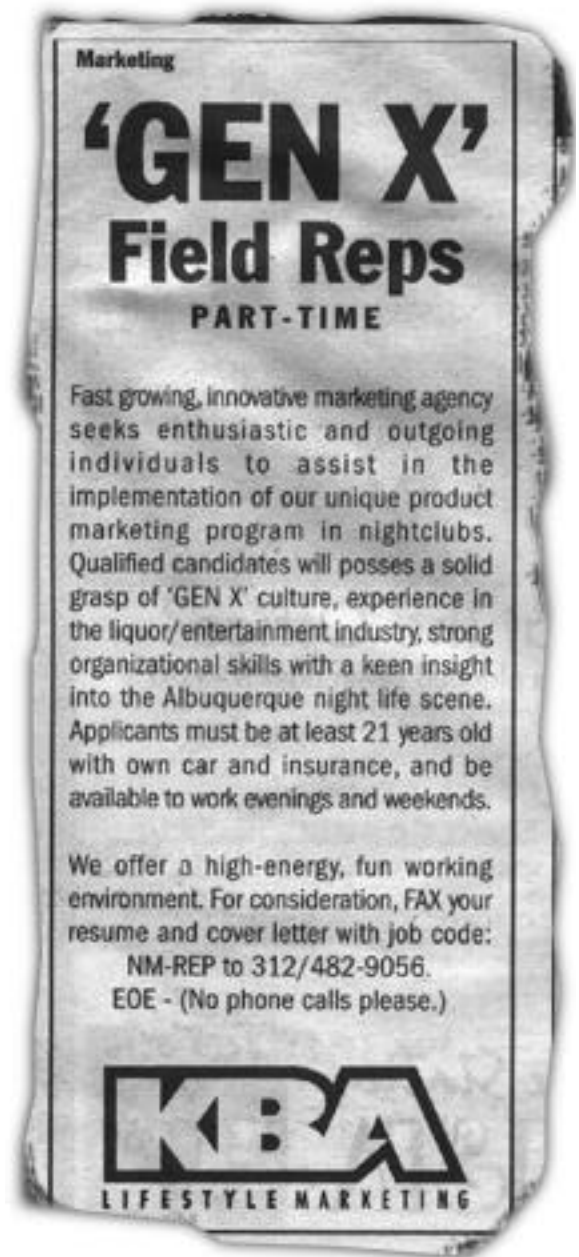 Marketing
‘GEN X’
Field Reps
PART-TIME
Fast growing, innovative marketing agency
seeks enthusiastic and outgoing
individuals to assist in the
implementation of our unique product
marketing program in nightclubs.
Qualified candidates will posses a solid
grasp of ‘GEN X’ culture, experience in
the liquor/entertainment industry, strong
organizational skills with a keen insight
into the Albuquerque night life scene.
Applicants must be at least 21 years old
with own car and insurance, and be
available to work evenings and weekends.
We offer a high-energy, fun working
environment. For consideration, FAX your
resume and cover letter with job code:
NM-REP to 312/482-9056.
EOE - (No phone calls please.)
KBA
LIFESTYLE MARKETING